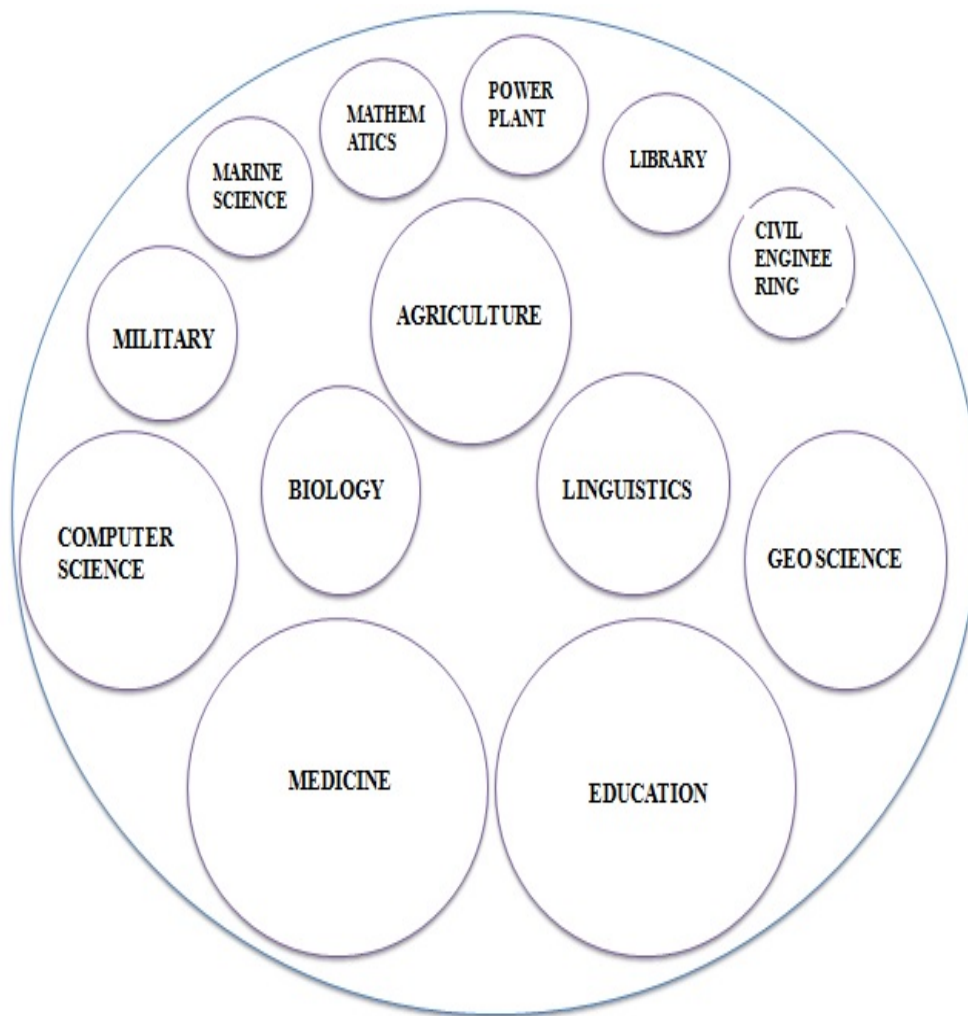 POWER
PLANT
MATHEM
ATICS
LIBRARY
MARINE
SCIENCE
CIVIL
ENGINEE
RING
AGRICULTURE
MILITARY
BIOLOGY
LINGUISTICS
COMPUTER
SCIENCE
GEO SCIENCE
MEDICINE
EDUCATION